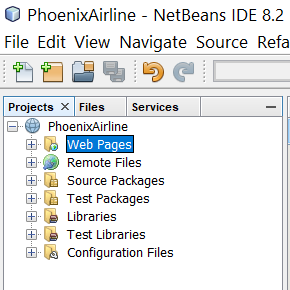 PhoenixAirline - NetBeans IDE 8.2
File Edit View Navigate Source Refa
Projects Files Services
PhoenixAirline
Web Pages
Remote Files
Source Packages
Test Packages
Libraries
Test Libraries
Configuration Files